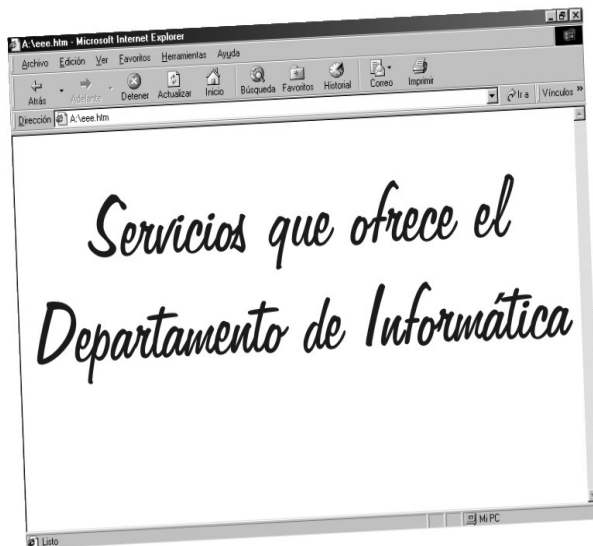 A:\eee.htm - Microsoft Internet Explorer
Archivo Edición Ver Favoritos Herramientas Ayuda
Atrás Adelante Detener Actualizar Inicio Búsqueda Favoritos Historial Correo Imprimir
Dirección A:\eee.htm Ir a Vínculos »
Servicios que ofrece el
Departamento de Informática
Listo Mi PC